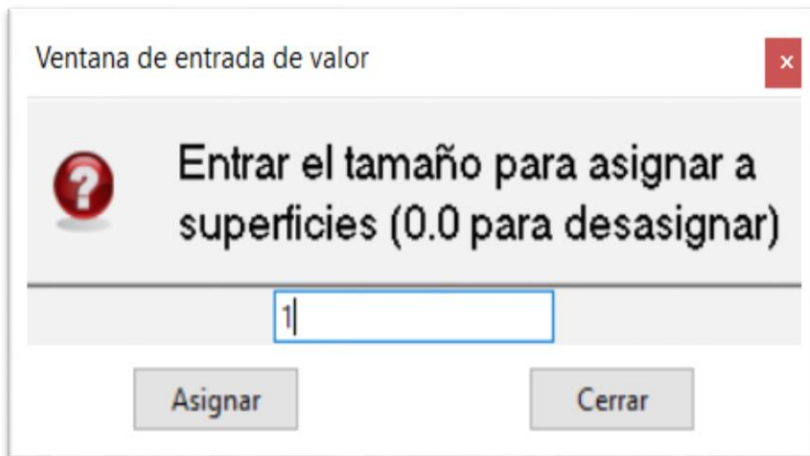 Ventana de entrada de valor
x
?
Entrar el tamaño para asignar a
superficies (0.0 para desasignar)
1
Asignar
Cerrar